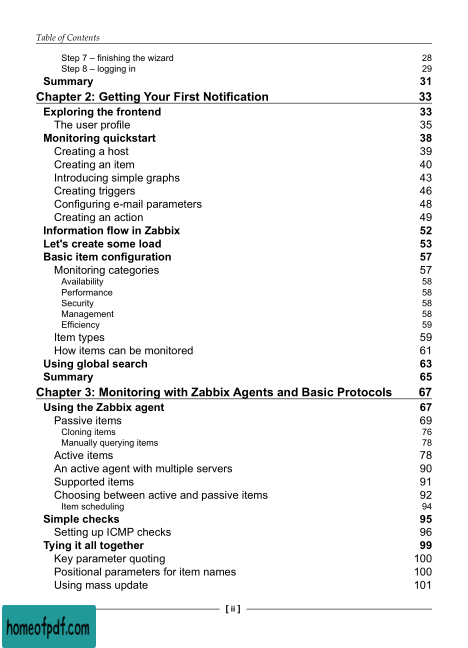 Table of Contents
Step 7 – finishing the wizard 28
Step 8 – logging in 29
Summary 31
Chapter 2: Getting Your First Notification 33
Exploring the frontend 33
The user profile 35
Monitoring quickstart 38
Creating a host 39
Creating an item 40
Introducing simple graphs 43
Creating triggers 46
Configuring e-mail parameters 48
Creating an action 49
Information flow in Zabbix 52
Let's create some load 53
Basic item configuration 57
Monitoring categories 57
Availability 58
Performance 58
Security 58
Management 58
Efficiency 59
Item types 59
How items can be monitored 61
Using global search 63
Summary 65
Chapter 3: Monitoring with Zabbix Agents and Basic Protocols 67
Using the Zabbix agent 67
Passive items 69
Cloning items 76
Manually querying items 78
Active items 78
An active agent with multiple servers 90
Supported items 91
Choosing between active and passive items 92
Item scheduling 94
Simple checks 95
Setting up ICMP checks 96
Tying it all together 99
Key parameter quoting 100
Positional parameters for item names 100
Using mass update 101
[ ii ]
homeofpdf.com